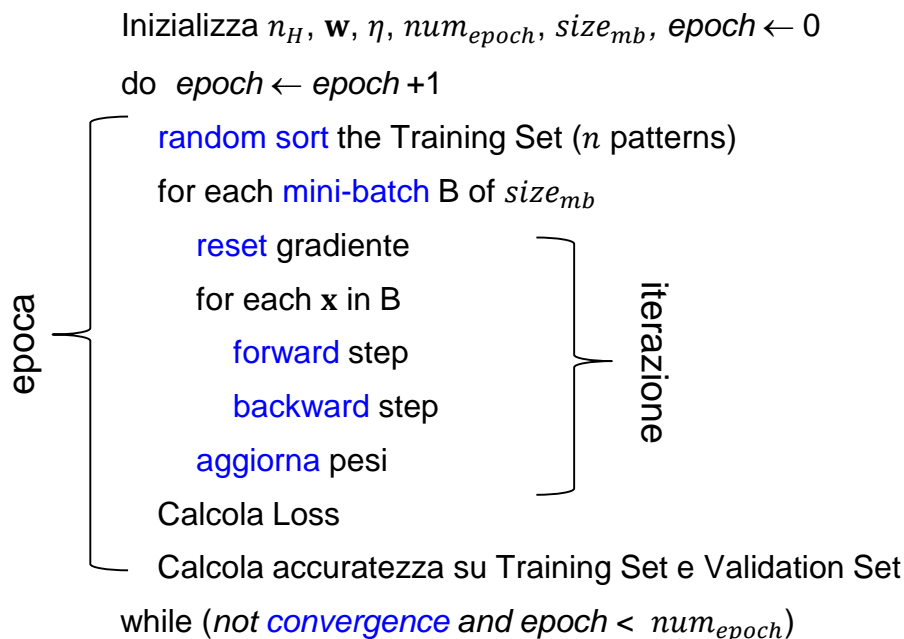 Inizializza n_H, w, η, num_epoch, size_mb, epoch ← 0
do epoch ← epoch +1
random sort the Training Set (n patterns)
for each mini-batch B of size_mb
reset gradiente
for each x in B
forward step
backward step
aggiorna pesi
Calcola Loss
Calcola accuratezza su Training Set e Validation Set
while (not convergence and epoch < num_epoch)
epoca
iterazione